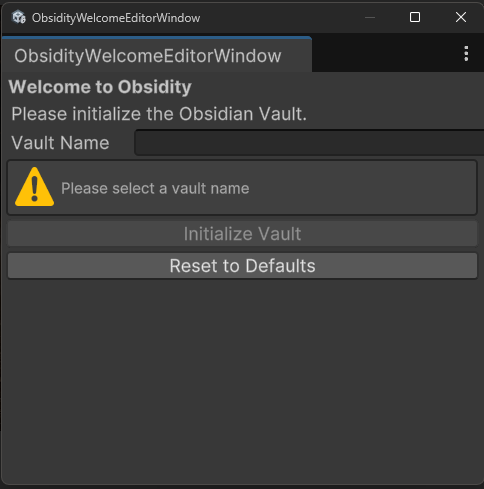 ObsidityWelcomeEditorWindow
ObsidityWelcomeEditorWindow
Welcome to Obsidity
Please initialize the Obsidian Vault.
Vault Name
Please select a vault name
Initialize Vault
Reset to Defaults